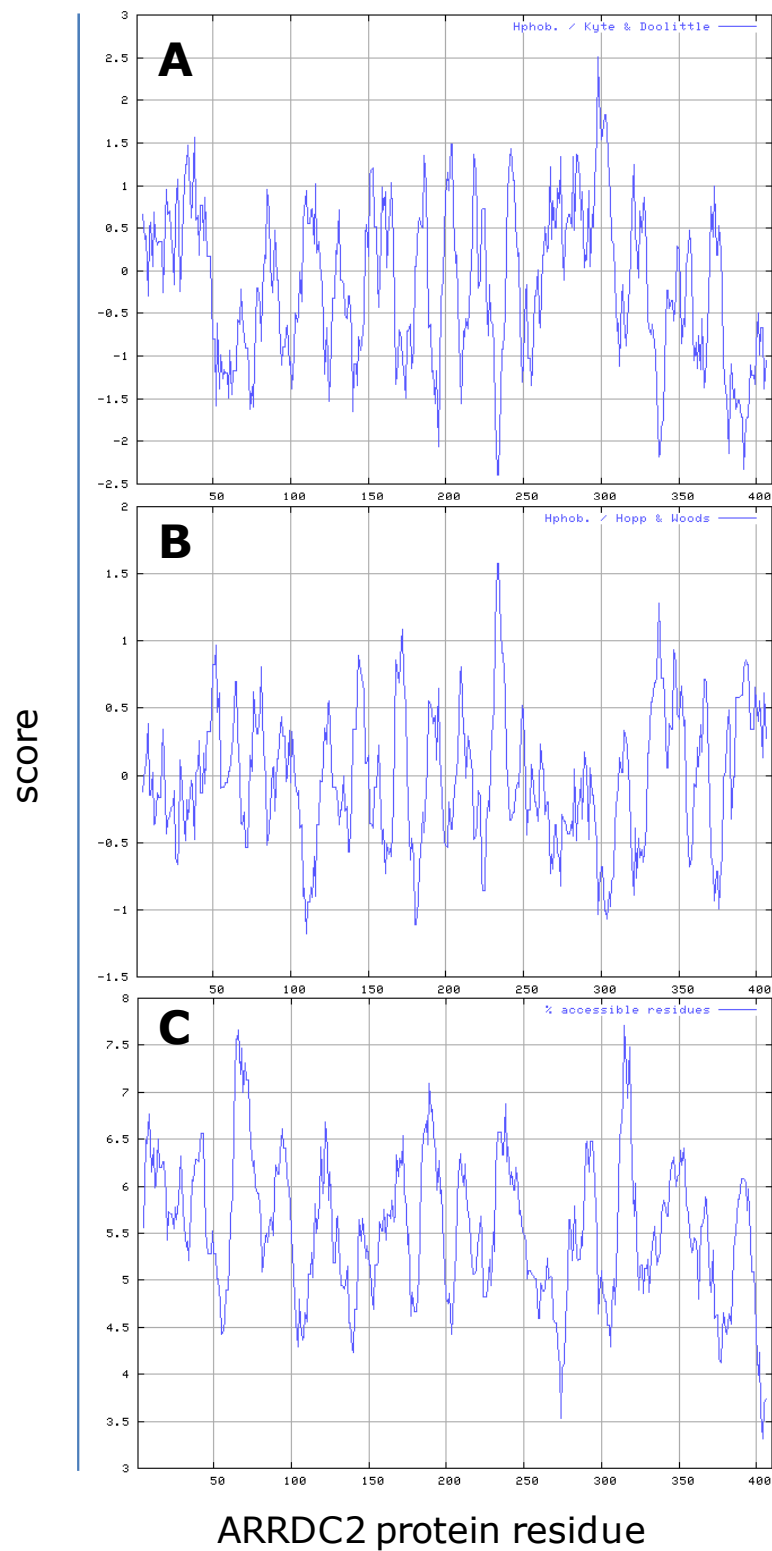 A
Hphob. / Kyte & Doolittle
3
2.5
2
1.5
1
0.5
0
-0.5
-1
-1.5
-2
-2.5
50 100 150 200 250 300 350 400
B
Hphob. / Hopp & Woods
2
1.5
1
0.5
0
-0.5
-1
-1.5
50 100 150 200 250 300 350 400
C
% accessible residues
8
7.5
7
6.5
6
5.5
5
4.5
4
3.5
3
50 100 150 200 250 300 350 400
score
ARRDC2 protein residue